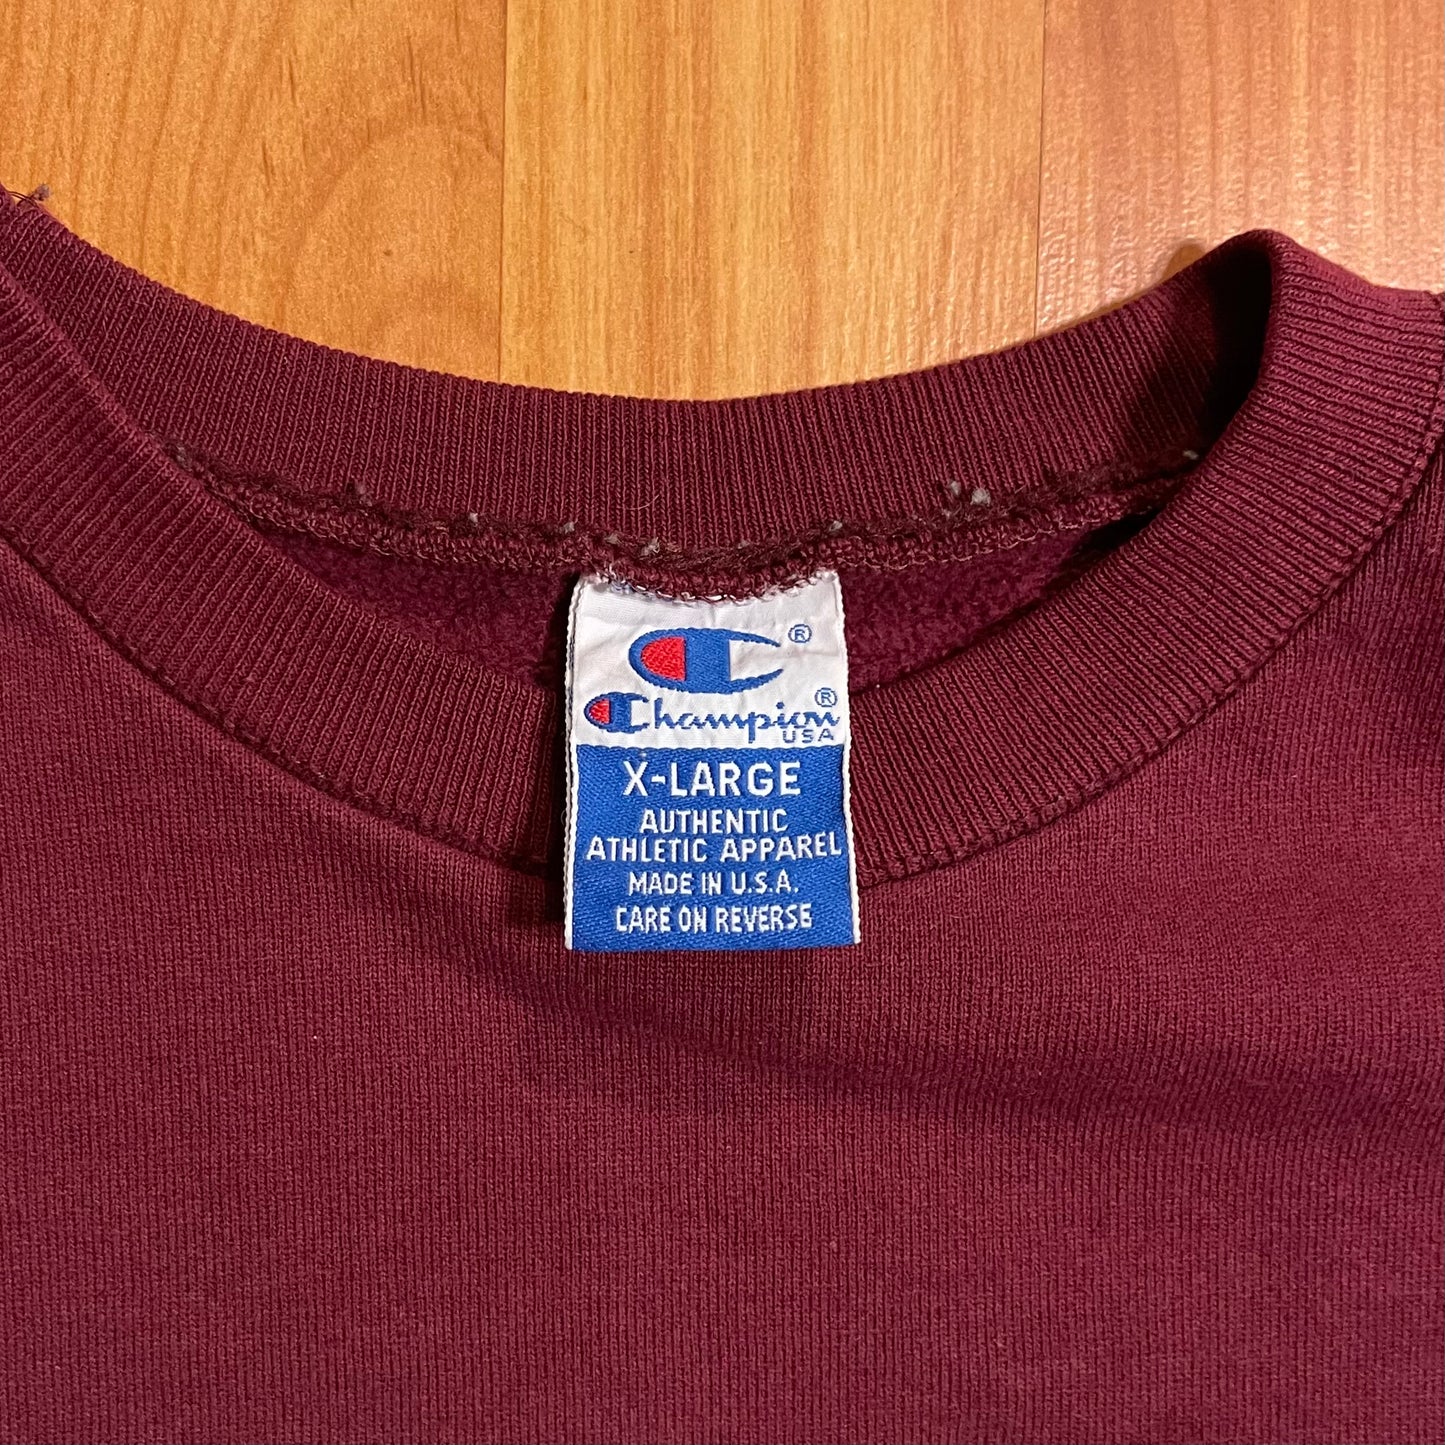 ®
Champion®
USA
X-LARGE
AUTHENTIC
ATHLETIC APPAREL
MADE IN U.S.A.
CARE ON REVERSE